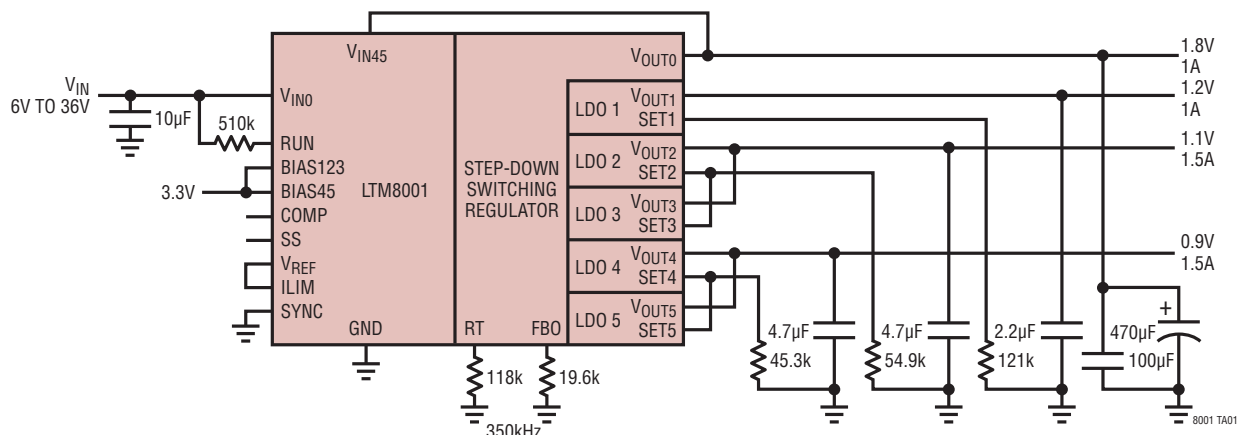 VIN45
VOUT0
1.8V
1A
VIN
6V TO 36V
VIN0
10µF
510k
RUN
BIAS123
BIAS45
3.3V
LTM8001
COMP
SS
VREF
ILIM
SYNC
GND
STEP-DOWN
SWITCHING
REGULATOR
RT
FBO
LDO 1
VOUT1
SET1
1.2V
1A
LDO 2
VOUT2
SET2
1.1V
1.5A
LDO 3
VOUT3
SET3
LDO 4
VOUT4
SET4
0.9V
1.5A
LDO 5
VOUT5
SET5
118k
19.6k
350kHz
4.7µF
45.3k
4.7µF
54.9k
2.2µF
121k
470µF
+
100µF
8001 TA01